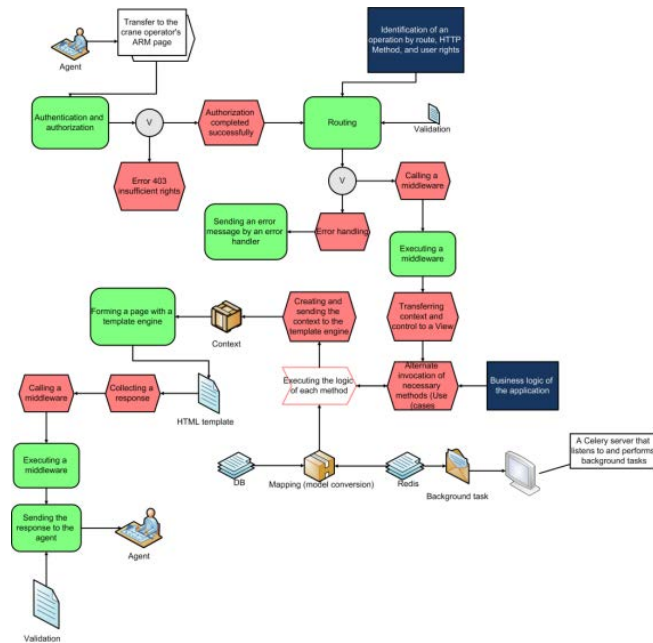 Transfer to the
crane operator's
ARM page
Identification of an
operation by route, HTTP
Method, and user rights
Agent
Authentication and
authorization
V
Authorization
completed
successfully
Routing
Validation
Error 403
insufficient rights
V
Calling a
middleware
Sending an error
message by an error
handler
Error handling
Executing a
middleware
Forming a page with a
template engine
Context
Creating and
sending the
context to the
template engine
Transferring
context and
control to a View
Calling a
middleware
Collecting a
response
HTML template
Executing the logic
of each method
Alternate
invocation of
necessary
methods (Use
(cases
Business logic of
the application
Executing a
middleware
DB
Mapping (model conversion)
Redis
Background task
A Celery server that
listens to and performs
background tasks
Sending the
response to the
agent
Agent
Validation